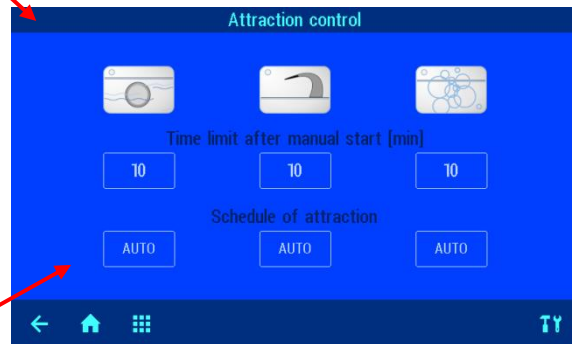 Attraction control
Time limit after manual start [min]
10 10 10
Schedule of attraction
AUTO AUTO AUTO